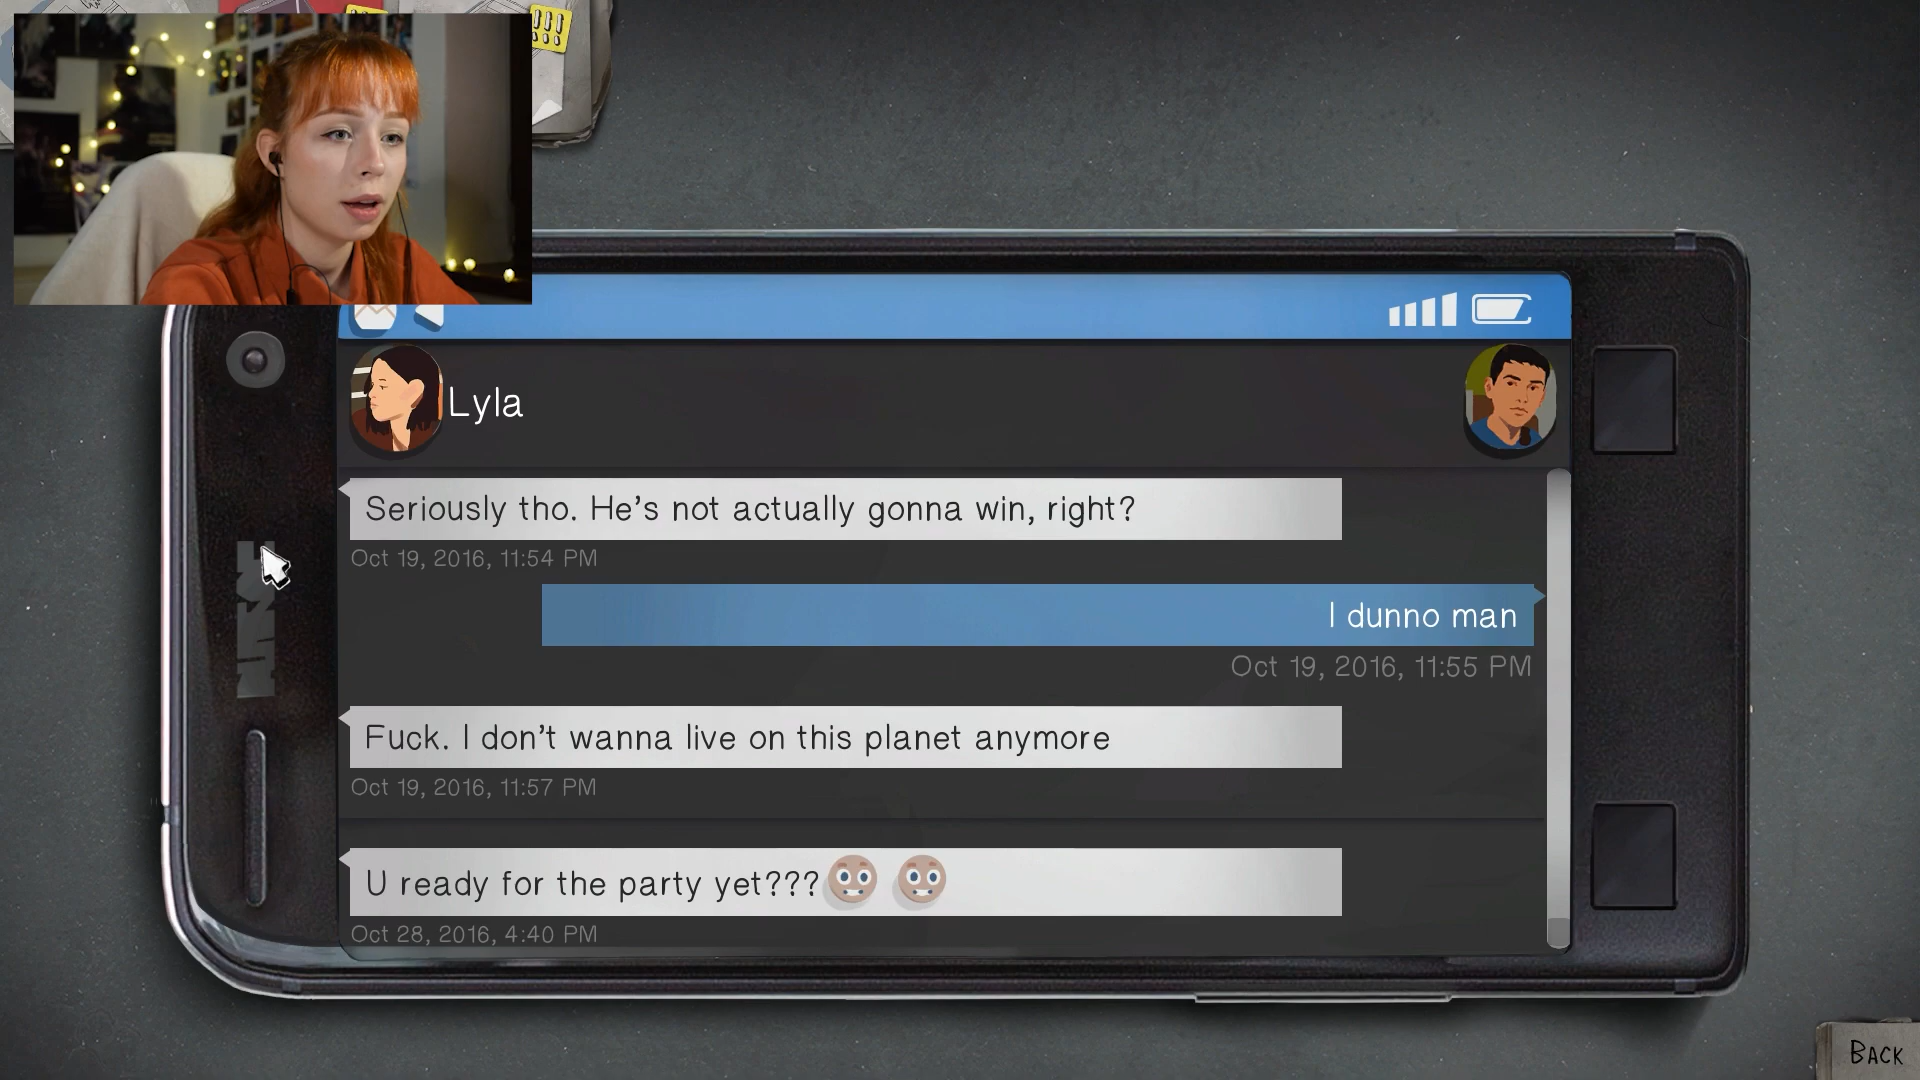 !!!
Lyla
Seriously tho. He's not actually gonna win, right?
Oct 19, 2016, 11:54 PM
I dunno man
Oct 19, 2016, 11:55 PM
Fuck. I don't wanna live on this planet anymore
Oct 19, 2016, 11:57 PM
U ready for the party yet???
Oct 28, 2016, 4:40 PM
BACK